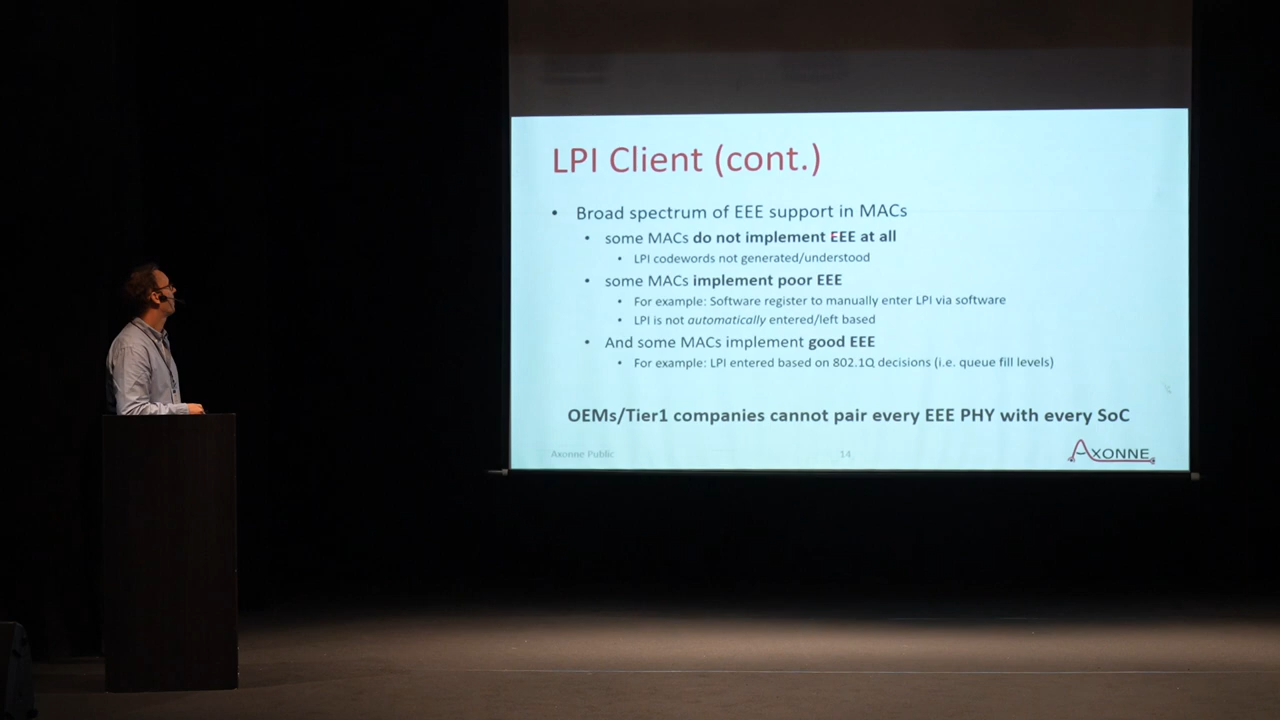 LPI Client (cont.)
• Broad spectrum of EEE support in MACs
• some MACs do not implement EEE at all
• LPI codewords not generated/understood
• some MACs implement poor EEE
• For example: Software register to manually enter LPI via software
• LPI is not automatically entered/left based
• And some MACs implement good EEE
• For example: LPI entered based on 802.1Q decisions (i.e. queue fill levels)
OEMs/Tier1 companies cannot pair every EEE PHY with every SoC
Axonne Public
14
AXONNE